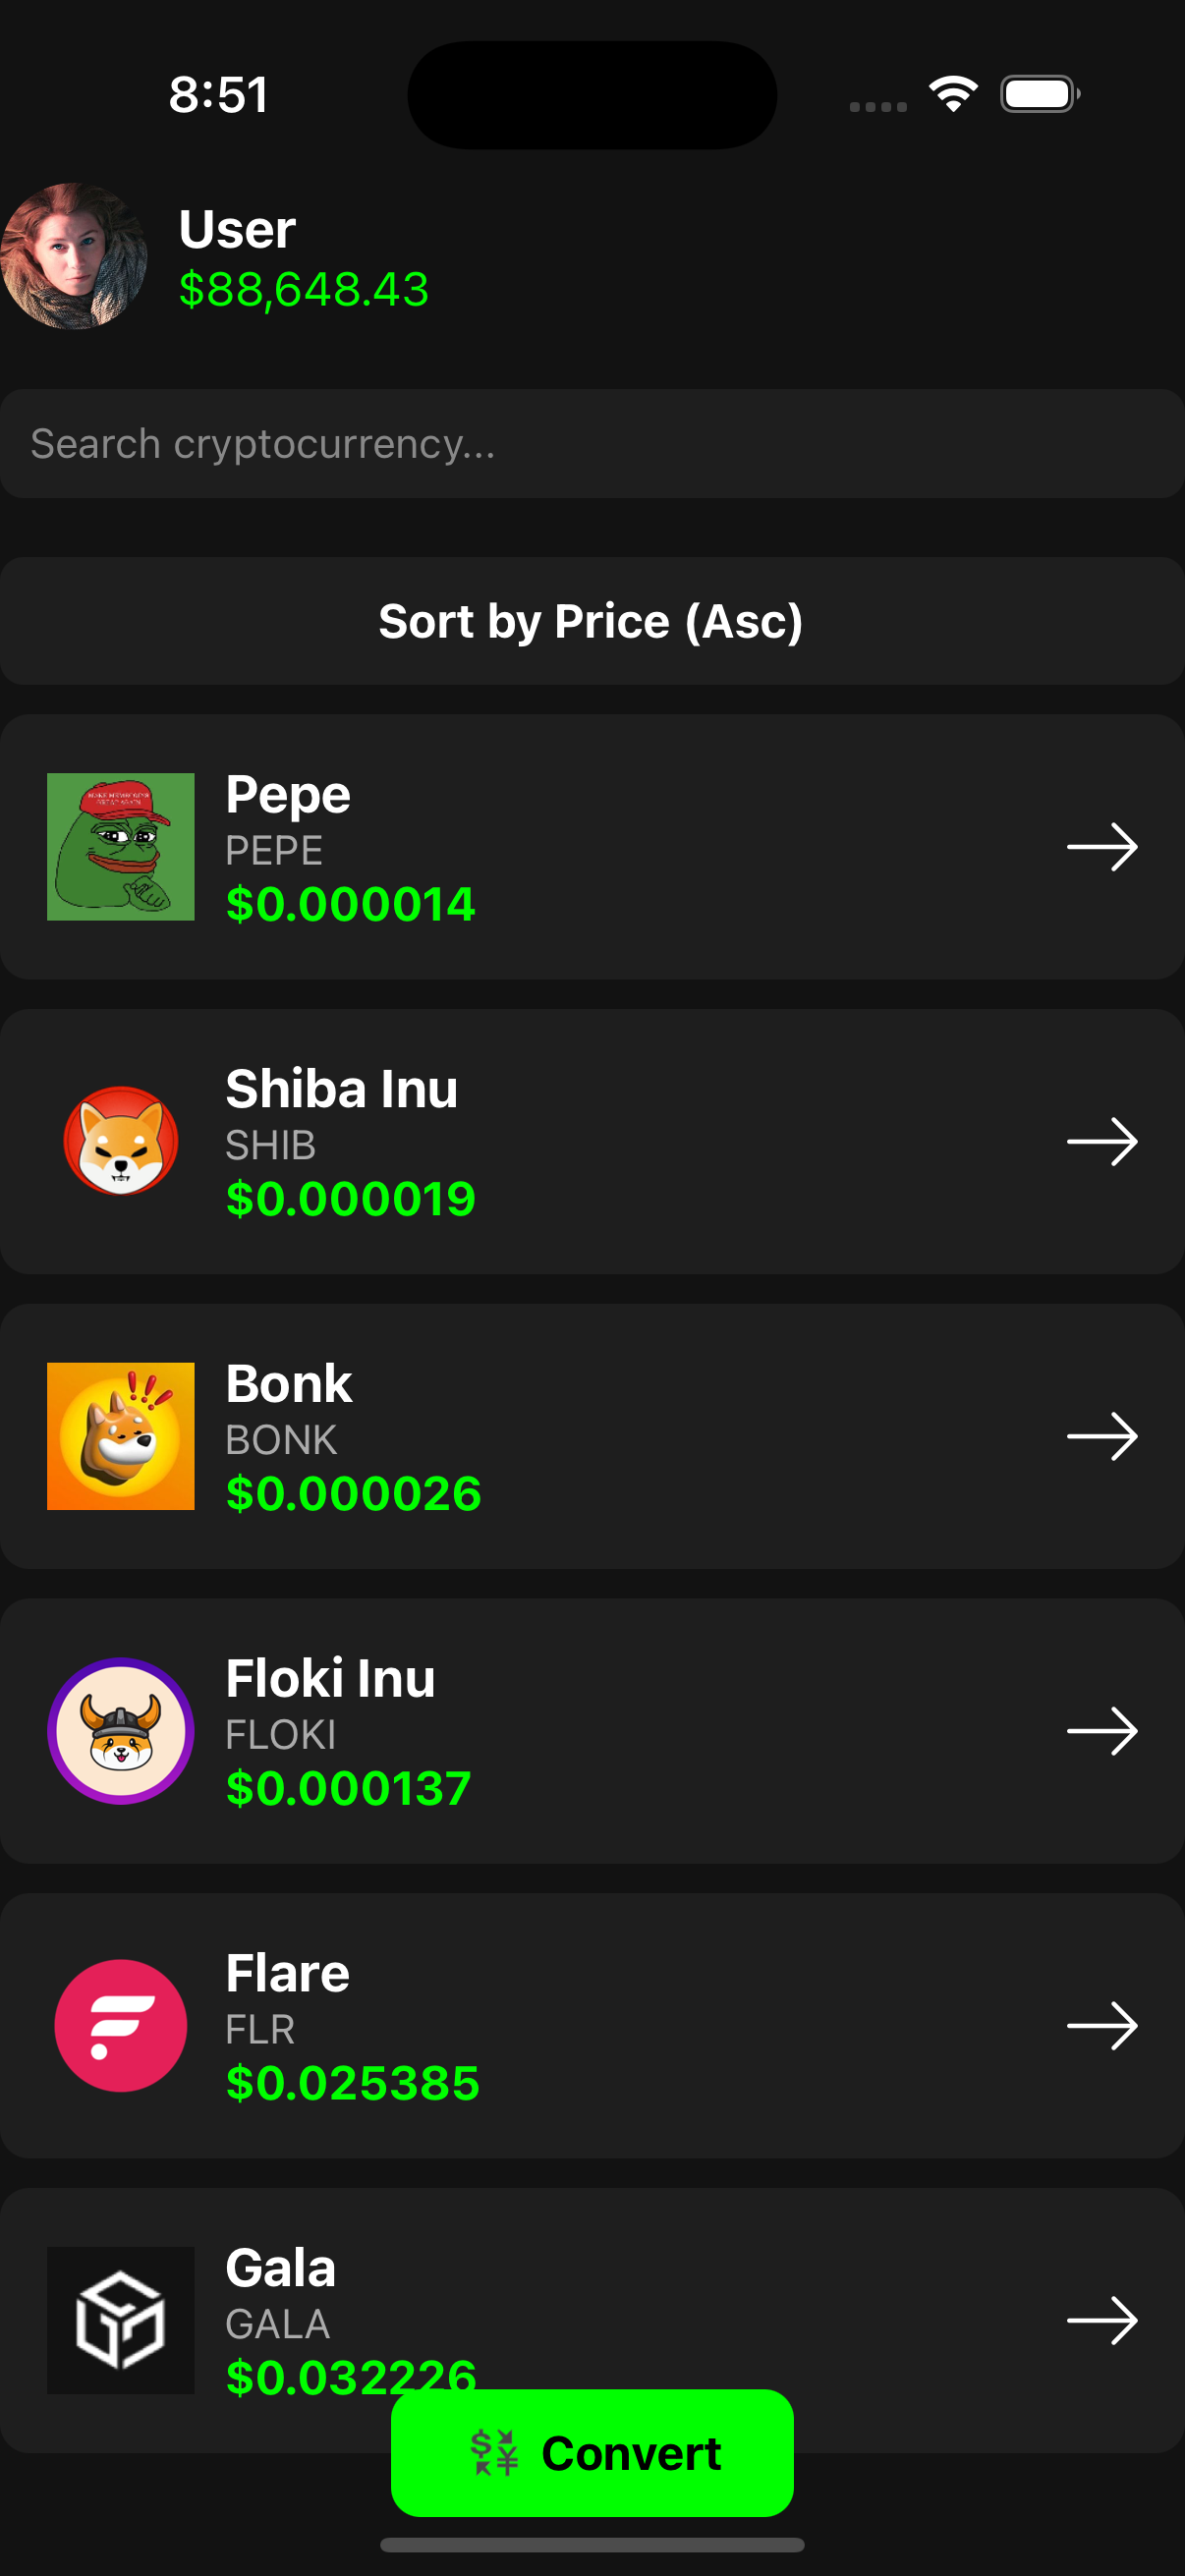 8:51
User
$88,648.43
Search cryptocurrency...
Sort by Price (Asc)
Pepe
PEPE
$0.000014
Shiba Inu
SHIB
$0.000019
Bonk
BONK
$0.000026
Floki Inu
FLOKI
$0.000137
Flare
FLR
$0.025385
Gala
GALA
$0.032226
Convert